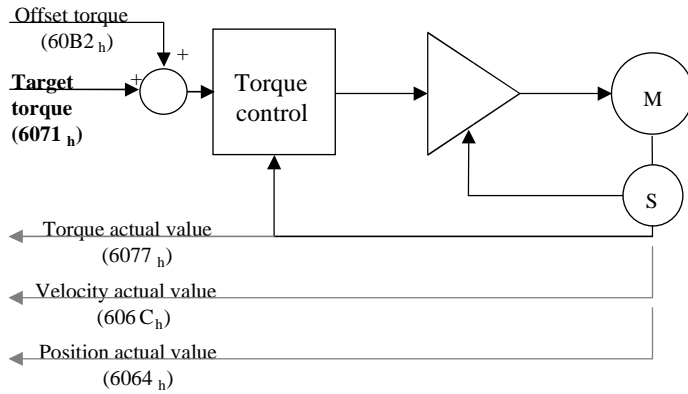 Offset torque
(60B2 h)
+
+
Target
torque
(6071 h)
Torque
control
M
S
Torque actual value
(6077 h)
Velocity actual value
(606C h)
Position actual value
(6064 h)